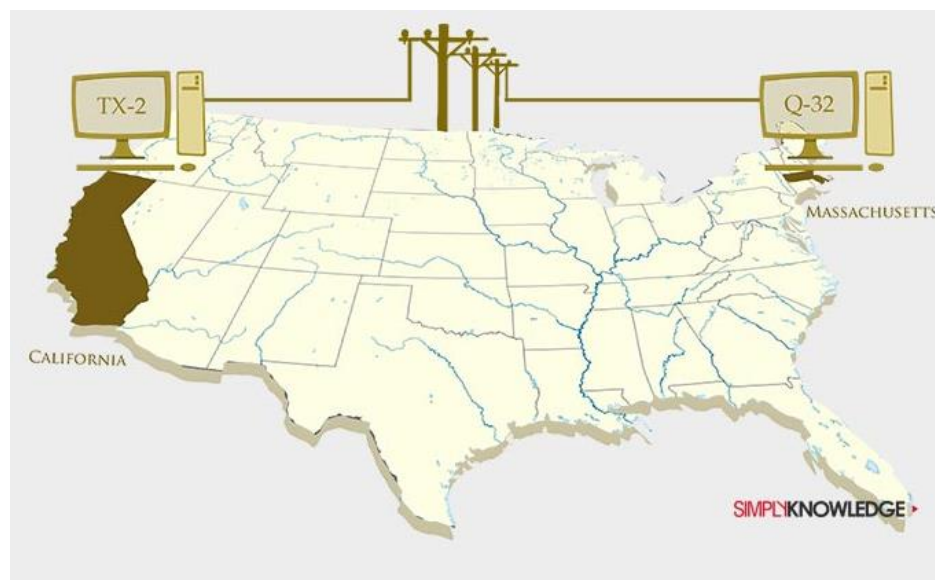 TX-2
Q-32
MASSACHUSETTS
CALIFORNIA
SIMPLYKNOWLEDGE